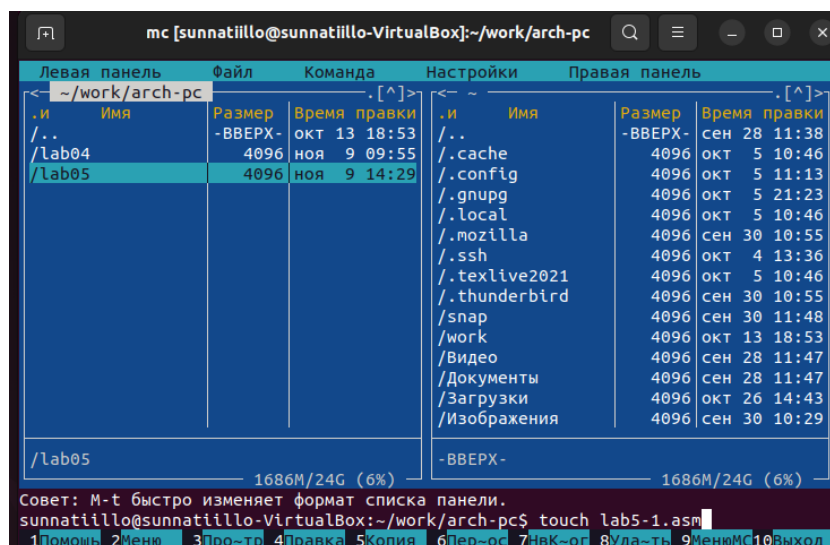 mc [sunnatiillo@sunnatiillo-VirtualBox]:~/work/arch-pc
Левая панель Файл Команда Настройки Правая панель
<— ~/work/arch-pc .[^]> <— ~ .[^]>
.и Имя Размер Время правки .и Имя Размер Время правки
/.. -ВВЕРХ- окт 13 18:53 /.. -ВВЕРХ- сен 28 11:38
/lab04 4096 ноя 9 09:55 /.cache 4096 окт 5 10:46
/lab05 4096 ноя 9 14:29 /.config 4096 окт 5 11:13
/.gnupg 4096 окт 5 21:23
/.local 4096 окт 5 10:46
/.mozilla 4096 сен 30 10:55
/.ssh 4096 окт 4 13:36
/.texlive2021 4096 окт 5 10:46
/.thunderbird 4096 сен 30 10:55
/snap 4096 сен 30 11:48
/work 4096 окт 13 18:53
/Видео 4096 сен 28 11:47
/Документы 4096 сен 28 11:47
/Загрузки 4096 окт 26 14:43
/Изображения 4096 сен 30 10:29
/lab05 -ВВЕРХ-
1686M/24G (6%) 1686M/24G (6%)
Совет: M-t быстро изменяет формат списка панели.
sunnatiillo@sunnatiillo-VirtualBox:~/work/arch-pc$ touch lab5-1.asm
1Помощь 2Меню 3Про~тр 4Правка 5Копия 6Пер~ос 7НвК~ог 8Уда~ть 9МенюMC 10Выход